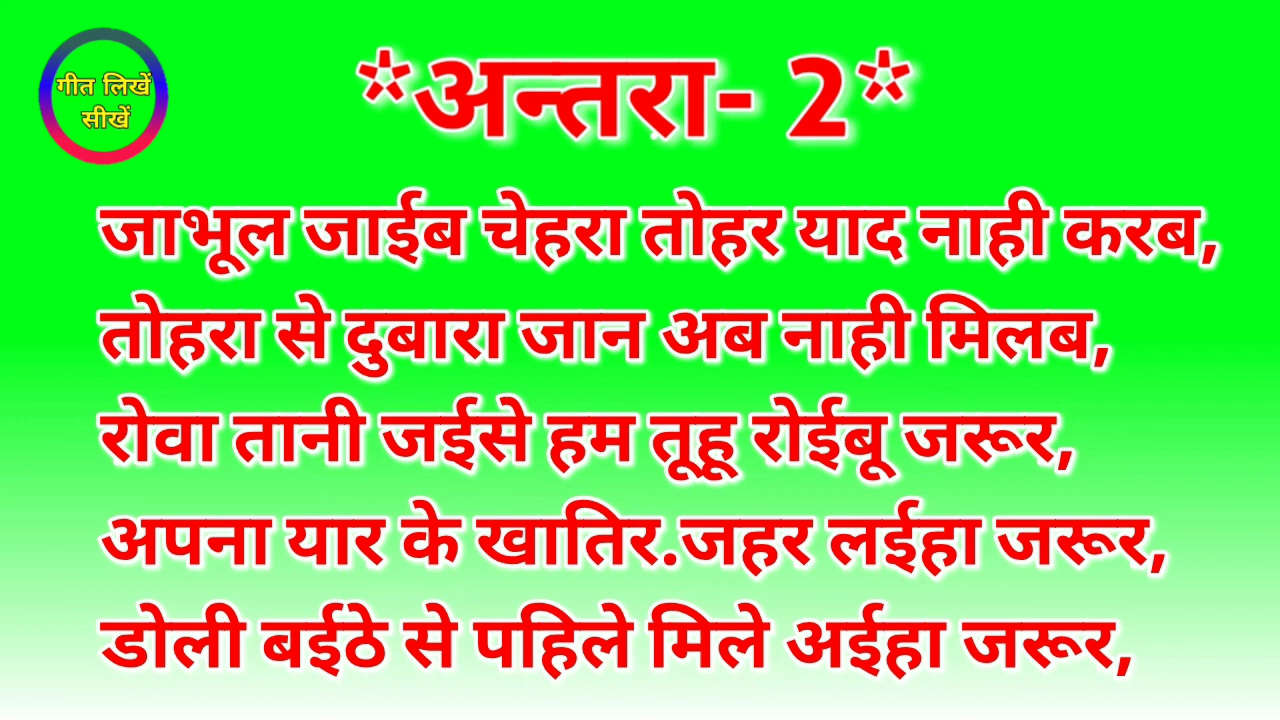 गीत लिखें
सीखें
*अन्तरा- 2*
जाभूल जाईब चेहरा तोहर याद नाही करब,
तोहरा से दुबारा जान अब नाही मिलब,
रोवा तानी जईसे हम तूहू रोईबू जरूर,
अपना यार के खातिर.जहर लईहा जरूर,
डोली बईठे से पहिले मिले अईहा जरूर,